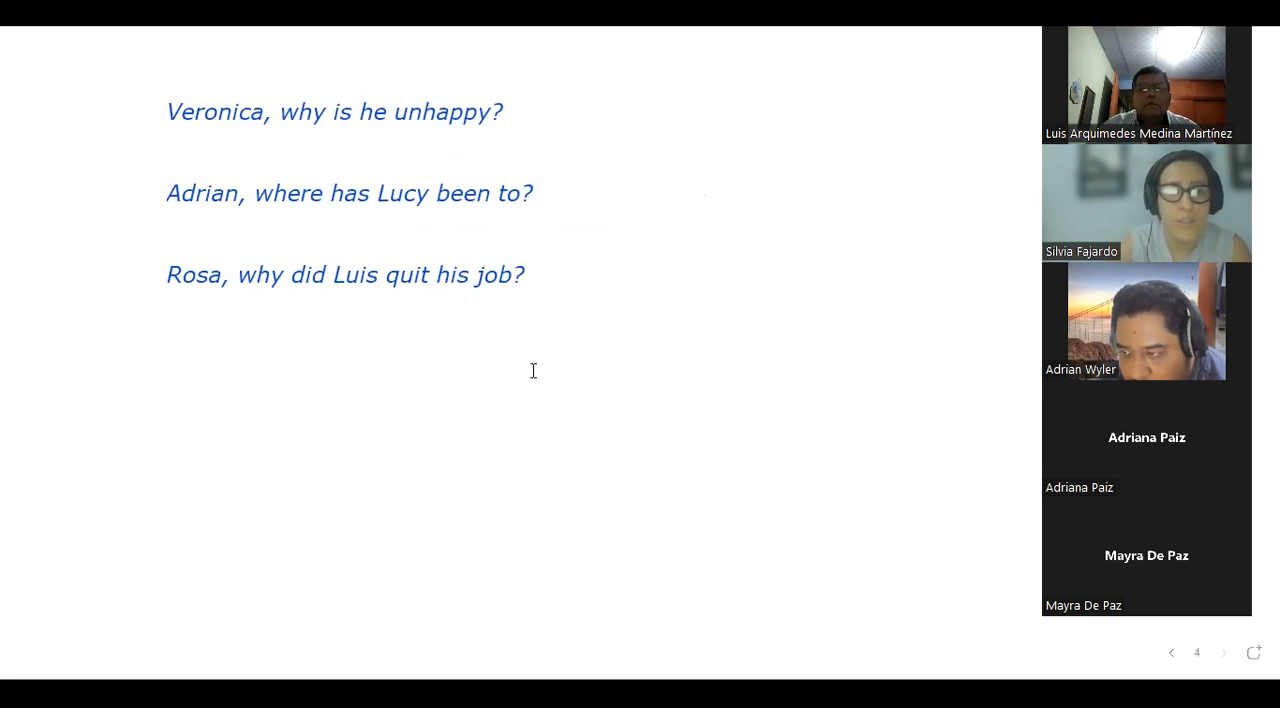 Veronica, why is he unhappy?
Adrian, where has Lucy been to?
Rosa, why did Luis quit his job?
Luis Arquimedes Medina Martínez
Silvia Fajardo
Adrian Wyler
Adriana Paiz
Adriana Paiz
Mayra De Paz
Mayra De Paz
4